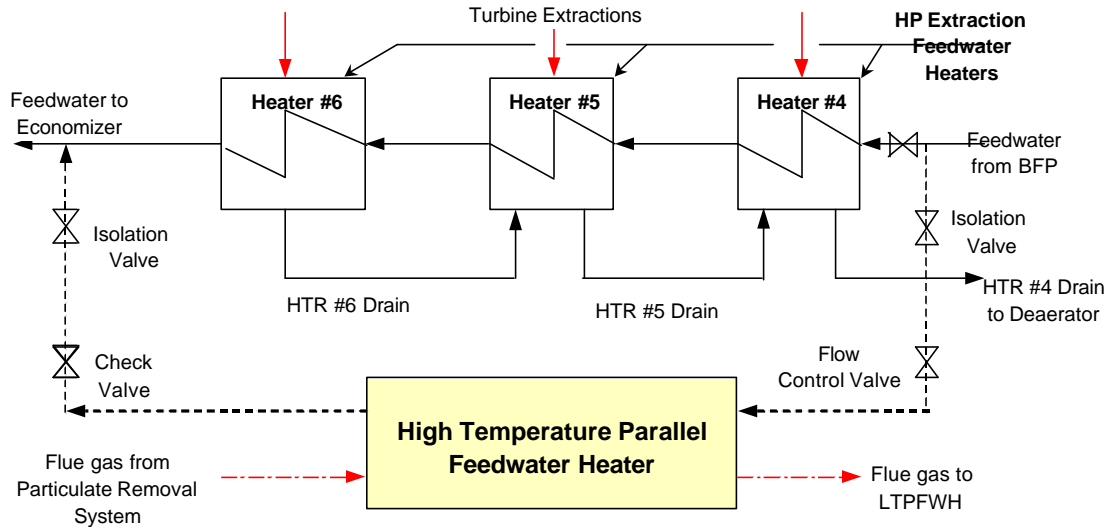 Turbine Extractions
HP Extraction
Feedwater
Heaters
Heater #6
Heater #5
Heater #4
Feedwater to
Economizer
Feedwater
from BFP
Isolation
Valve
Isolation
Valve
HTR #6 Drain
HTR #5 Drain
HTR #4 Drain
to Deaerator
Check
Valve
Flow
Control Valve
High Temperature Parallel
Feedwater Heater
Flue gas from
Particulate Removal
System
Flue gas to
LTPFWH